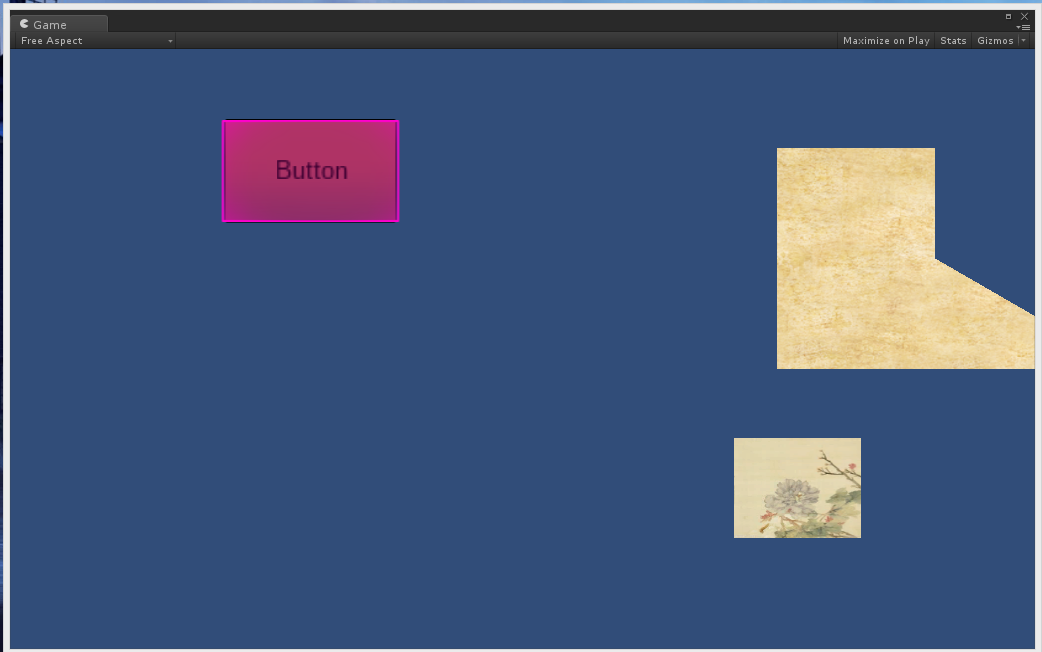 Game
Free Aspect
Maximize on Play
Stats
Gizmos
Button